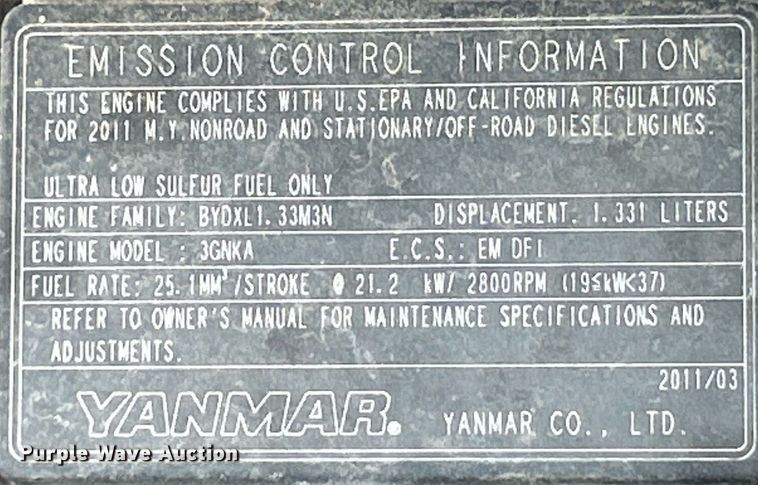 EMISSION CONTROL INFORMATION
THIS ENGINE COMPLIES WITH U.S.EPA AND CALIFORNIA REGULATIONS
FOR 2011 M.Y.NONROAD AND STATIONARY/OFF-ROAD DIESEL ENGINES.
ULTRA LOW SULFUR FUEL ONLY
ENGINE FAMILY: BYDXL1.33M3N DISPLACEMENT. 1.331 LITERS
ENGINE MODEL : 3GNKA E.C.S.: EM DFI
FUEL RATE: 25.1MM³/STROKE @ 21.2 kW/ 2800RPM (19≤kW<37)
REFER TO OWNER'S MANUAL FOR MAINTENANCE SPECIFICATIONS AND
ADJUSTMENTS.
2011/03
YANMAR. YANMAR CO., LTD.
Purple Wave Auction